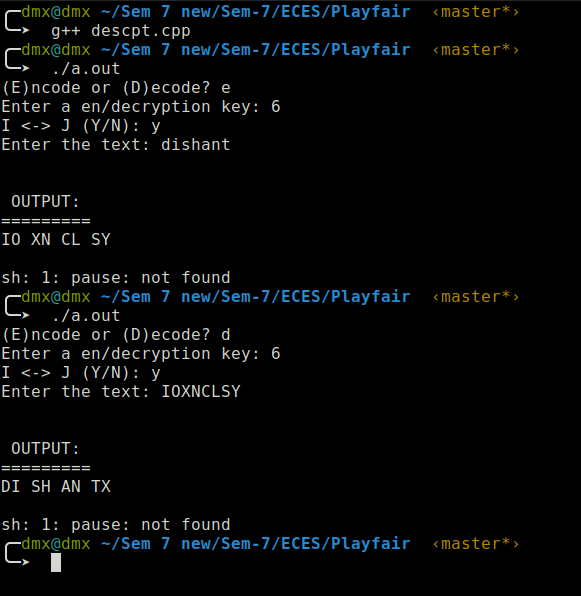 dmx@dmx ~/Sem 7 new/Sem-7/ECES/Playfair ‹master*›
g++ descpt.cpp
dmx@dmx ~/Sem 7 new/Sem-7/ECES/Playfair ‹master*›
./a.out
(E)ncode or (D)ecode? e
Enter a en/decryption key: 6
I <-> J (Y/N): y
Enter the text: dishant
OUTPUT:
=========
IO XN CL SY
sh: 1: pause: not found
dmx@dmx ~/Sem 7 new/Sem-7/ECES/Playfair ‹master*›
./a.out
(E)ncode or (D)ecode? d
Enter a en/decryption key: 6
I <-> J (Y/N): y
Enter the text: IOXNCLSY
OUTPUT:
=========
DI SH AN TX
sh: 1: pause: not found
dmx@dmx ~/Sem 7 new/Sem-7/ECES/Playfair ‹master*›